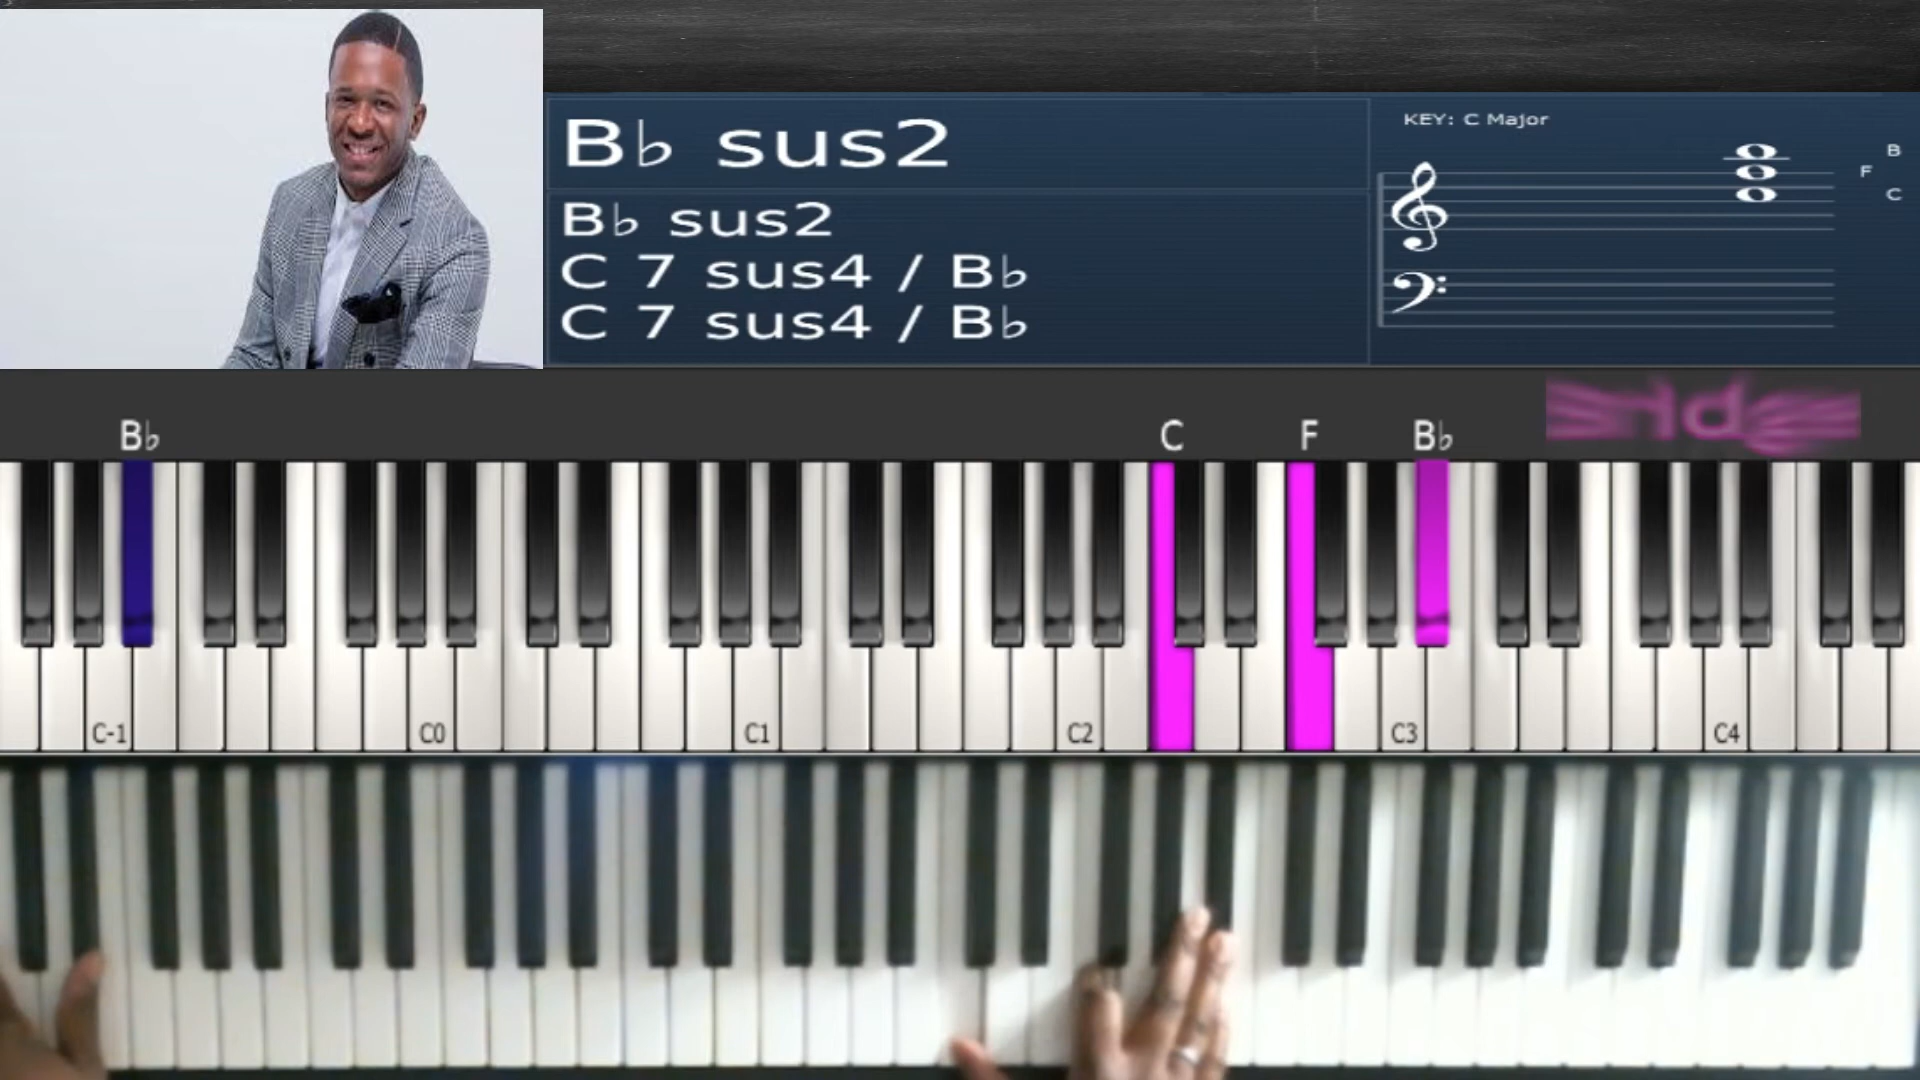 B♭ sus2
B♭ sus2
C 7 sus4 / B♭
C 7 sus4 / B♭
KEY: C Major
B
F
C
B♭ C F B♭
C-1 C0 C1 C2 C3 C4